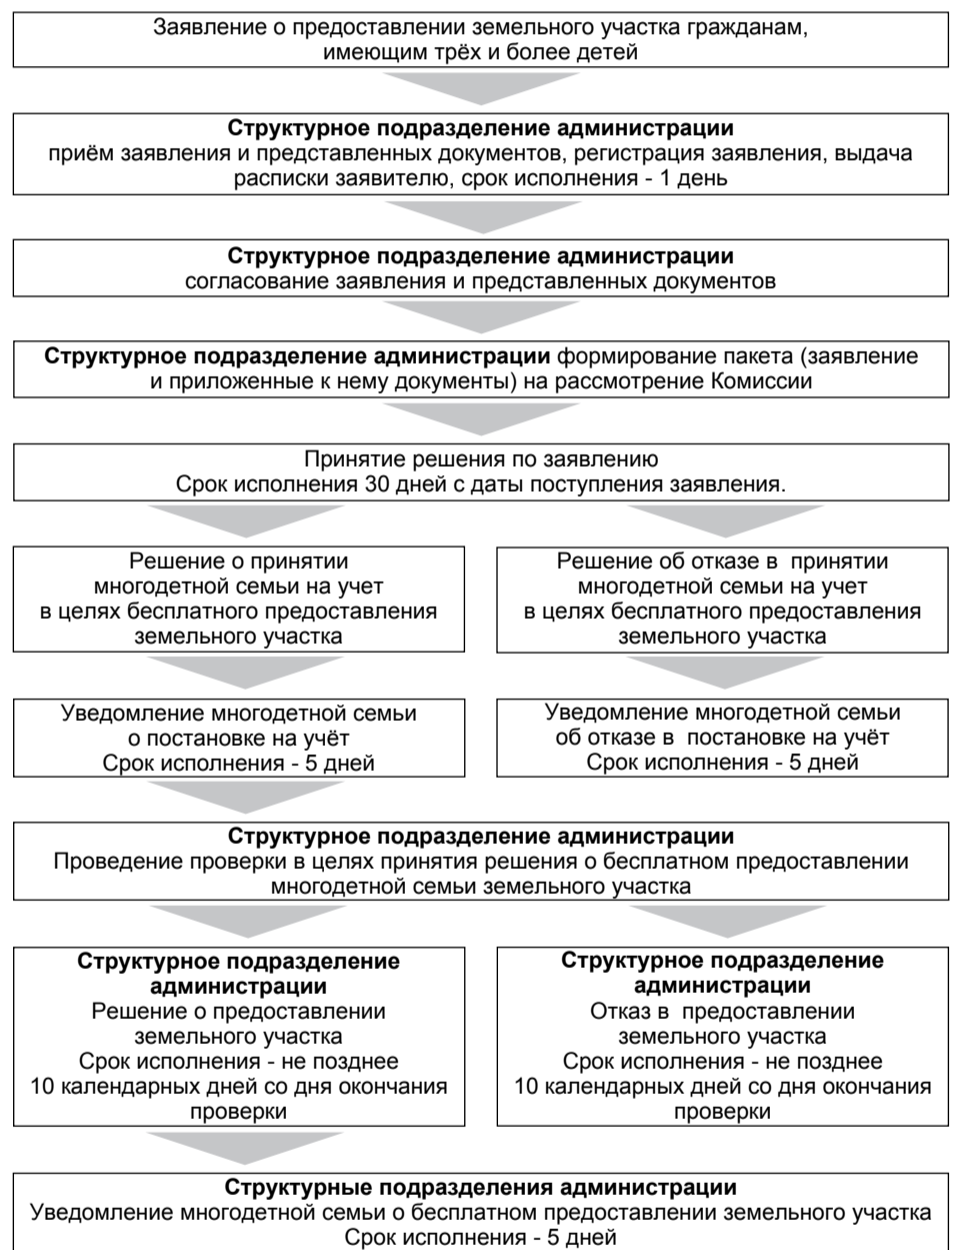 Заявление о предоставлении земельного участка гражданам,
имеющим трёх и более детей
Структурное подразделение администрации
приём заявления и представленных документов, регистрация заявления, выдача
расписки заявителю, срок исполнения - 1 день
Структурное подразделение администрации
согласование заявления и представленных документов
Структурное подразделение администрации формирование пакета (заявление
и приложенные к нему документы) на рассмотрение Комиссии
Принятие решения по заявлению
Срок исполнения 30 дней с даты поступления заявления.
Решение о принятии
многодетной семьи на учет
в целях бесплатного предоставления
земельного участка
Решение об отказе в принятии
многодетной семьи на учет
в целях бесплатного предоставления
земельного участка
Уведомление многодетной семьи
о постановке на учёт
Срок исполнения - 5 дней
Уведомление многодетной семьи
об отказе в постановке на учёт
Срок исполнения - 5 дней
Структурное подразделение администрации
Проведение проверки в целях принятия решения о бесплатном предоставлении
многодетной семьи земельного участка
Структурное подразделение
администрации
Решение о предоставлении
земельного участка
Срок исполнения - не позднее
10 календарных дней со дня окончания
проверки
Структурное подразделение
администрации
Отказ в предоставлении
земельного участка
Срок исполнения - не позднее
10 календарных дней со дня окончания
проверки
Структурные подразделения администрации
Уведомление многодетной семьи о бесплатном предоставлении земельного участка
Срок исполнения - 5 дней